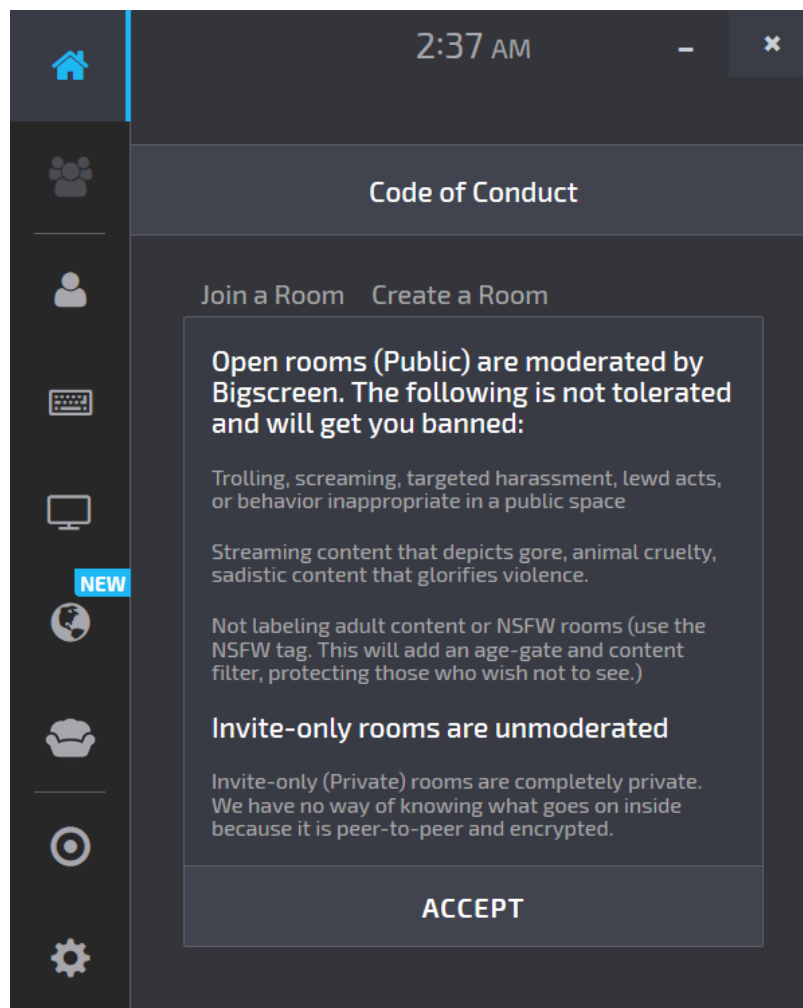 2:37 AM
Code of Conduct
Join a Room Create a Room
Open rooms (Public) are moderated by
Bigscreen. The following is not tolerated
and will get you banned:
Trolling, screaming, targeted harassment, lewd acts,
or behavior inappropriate in a public space
Streaming content that depicts gore, animal cruelty,
sadistic content that glorifies violence.
NEW
Not labeling adult content or NSFW rooms (use the
NSFW tag. This will add an age-gate and content
filter, protecting those who wish not to see.)
Invite-only rooms are unmoderated
Invite-only (Private) rooms are completely private.
We have no way of knowing what goes on inside
because it is peer-to-peer and encrypted.
ACCEPT